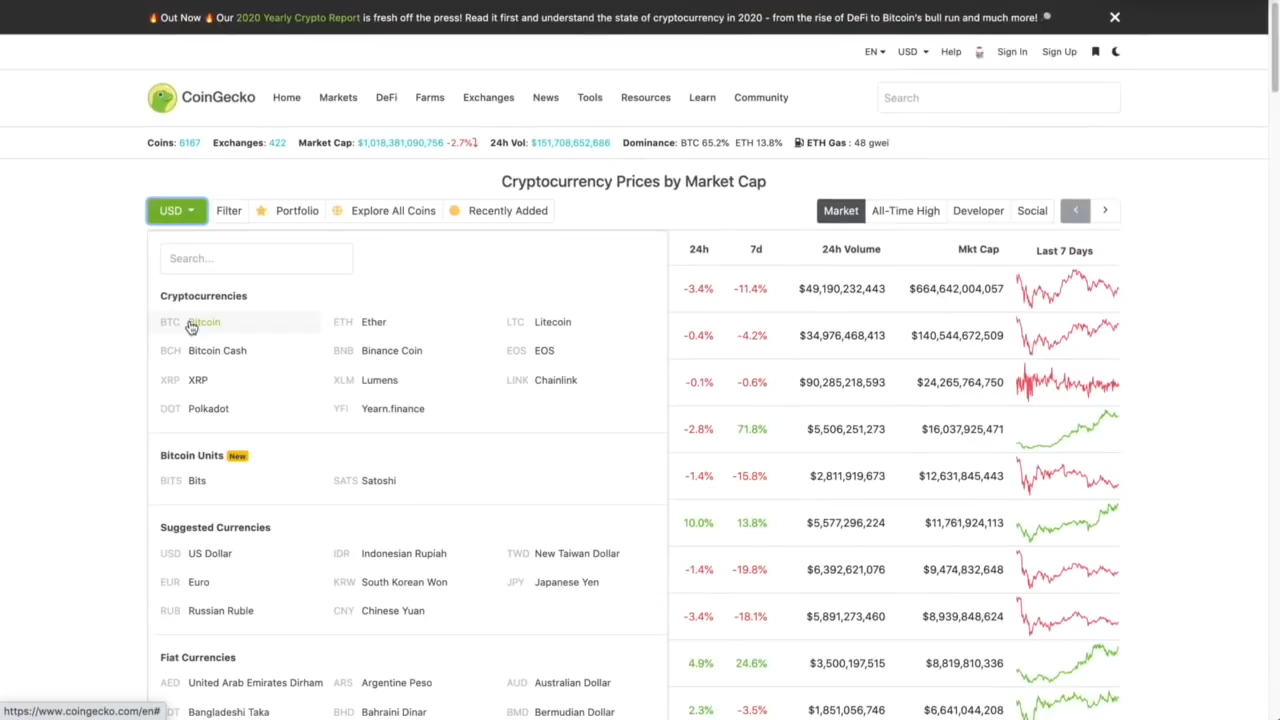 🔥 Out Now 🔥 Our 2020 Yearly Crypto Report is fresh off the press! Read it first and understand the state of cryptocurrency in 2020 - from the rise of DeFi to Bitcoin's bull run and much more! 🔎
EN USD Help Sign In Sign Up
CoinGecko Home Markets DeFi Farms Exchanges News Tools Resources Learn Community Search
Coins: 6167 Exchanges: 422 Market Cap: $1,018,381,090,756 -2.7% 24h Vol: $151,708,652,686 Dominance: BTC 65.2% ETH 13.8% ETH Gas : 48 gwei
Cryptocurrency Prices by Market Cap
USD Filter Portfolio Explore All Coins Recently Added Market All-Time High Developer Social
24h 7d 24h Volume Mkt Cap Last 7 Days
Search...
Cryptocurrencies
-3.4% -11.4% $49,190,232,443 $664,642,004,057
BTC Bitcoin ETH Ether LTC Litecoin
-0.4% -4.2% $34,976,468,413 $140,544,672,509
BCH Bitcoin Cash BNB Binance Coin EOS EOS
XRP XRP XLM Lumens LINK Chainlink
-0.1% -0.6% $90,285,218,593 $24,265,764,750
DOT Polkadot YFI Yearn.finance
-2.8% 71.8% $5,506,251,273 $16,037,925,471
Bitcoin Units New
BITS Bits SATS Satoshi
-1.4% -15.8% $2,811,919,673 $12,631,845,443
Suggested Currencies
10.0% 13.8% $5,577,296,224 $11,761,924,113
USD US Dollar IDR Indonesian Rupiah TWD New Taiwan Dollar
-1.4% -19.8% $6,392,621,076 $9,474,832,648
EUR Euro KRW South Korean Won JPY Japanese Yen
RUB Russian Ruble CNY Chinese Yuan
-3.4% -18.1% $5,891,273,460 $8,939,848,624
Fiat Currencies
4.9% 24.6% $3,500,197,515 $8,819,810,336
AED United Arab Emirates Dirham ARS Argentine Peso AUD Australian Dollar
Bangladeshi Taka BHD Bahraini Dinar BMD Bermudian Dollar
2.3% -3.5% $1,851,056,746 $6,641,044,208
https://www.coingecko.com/en#